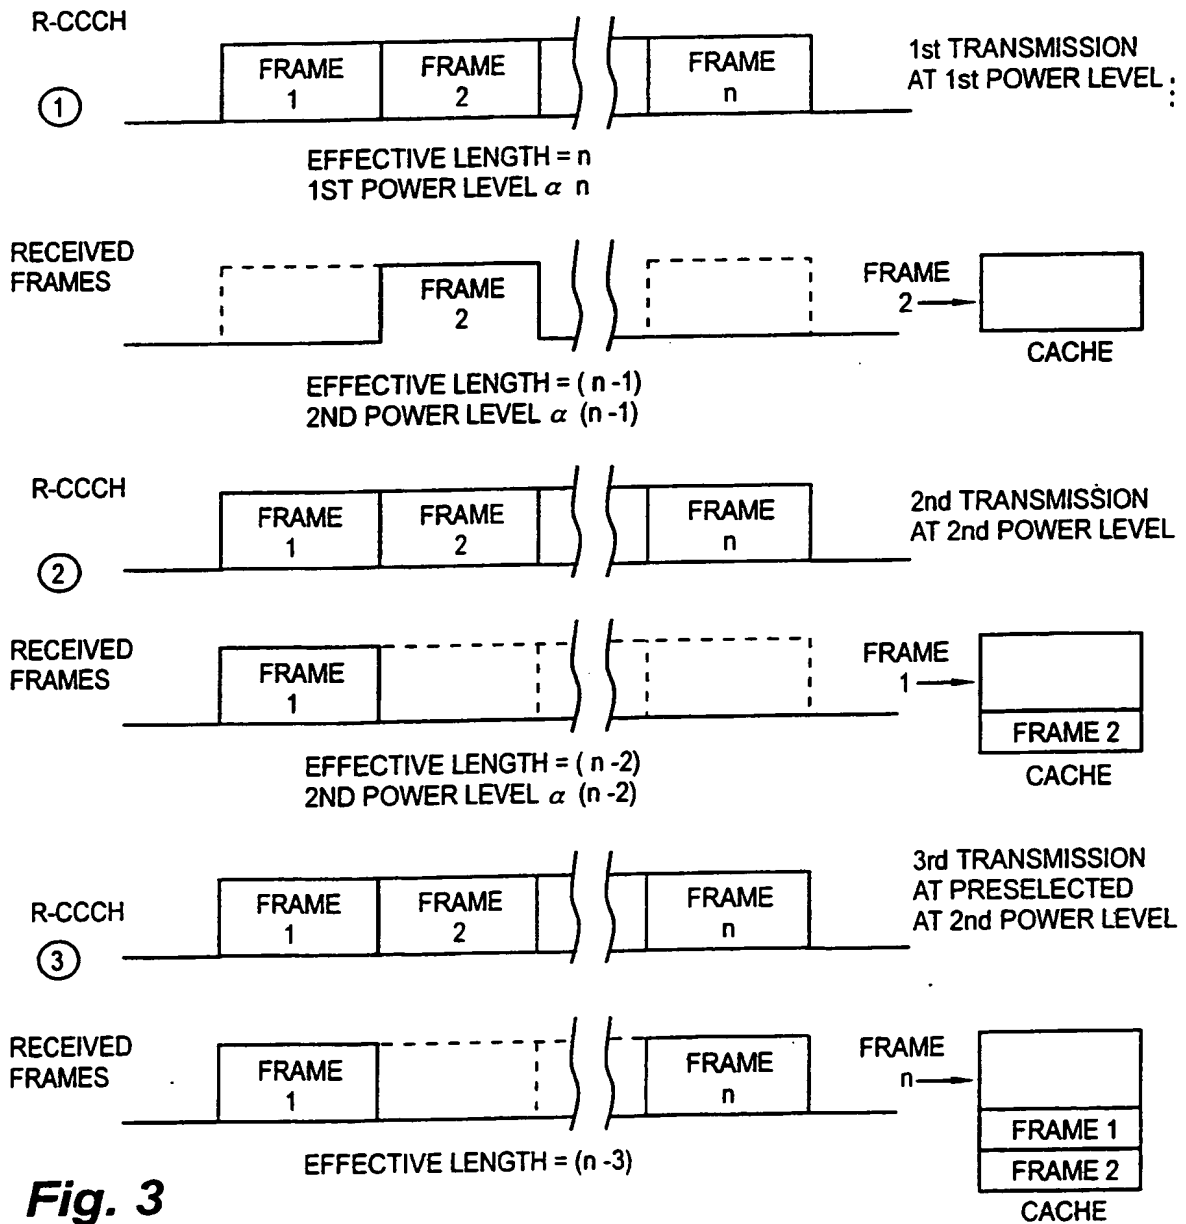 R-CCCH
FRAME 1
FRAME 2
FRAME n
1st TRANSMISSION
AT 1st POWER LEVEL
1
EFFECTIVE LENGTH = n
1ST POWER LEVEL α n
RECEIVED
FRAMES
FRAME 2
FRAME 2
CACHE
EFFECTIVE LENGTH = (n-1)
2ND POWER LEVEL α (n-1)
R-CCCH
FRAME 1
FRAME 2
FRAME n
2nd TRANSMISSION
AT 2nd POWER LEVEL
2
RECEIVED
FRAMES
FRAME 1
FRAME 1
FRAME 2
CACHE
EFFECTIVE LENGTH = (n-2)
2ND POWER LEVEL α (n-2)
R-CCCH
FRAME 1
FRAME 2
FRAME n
3rd TRANSMISSION
AT PRESELECTED
AT 2nd POWER LEVEL
3
RECEIVED
FRAMES
FRAME 1
FRAME n
FRAME n
FRAME 1
FRAME 2
CACHE
EFFECTIVE LENGTH = (n-3)
Fig. 3